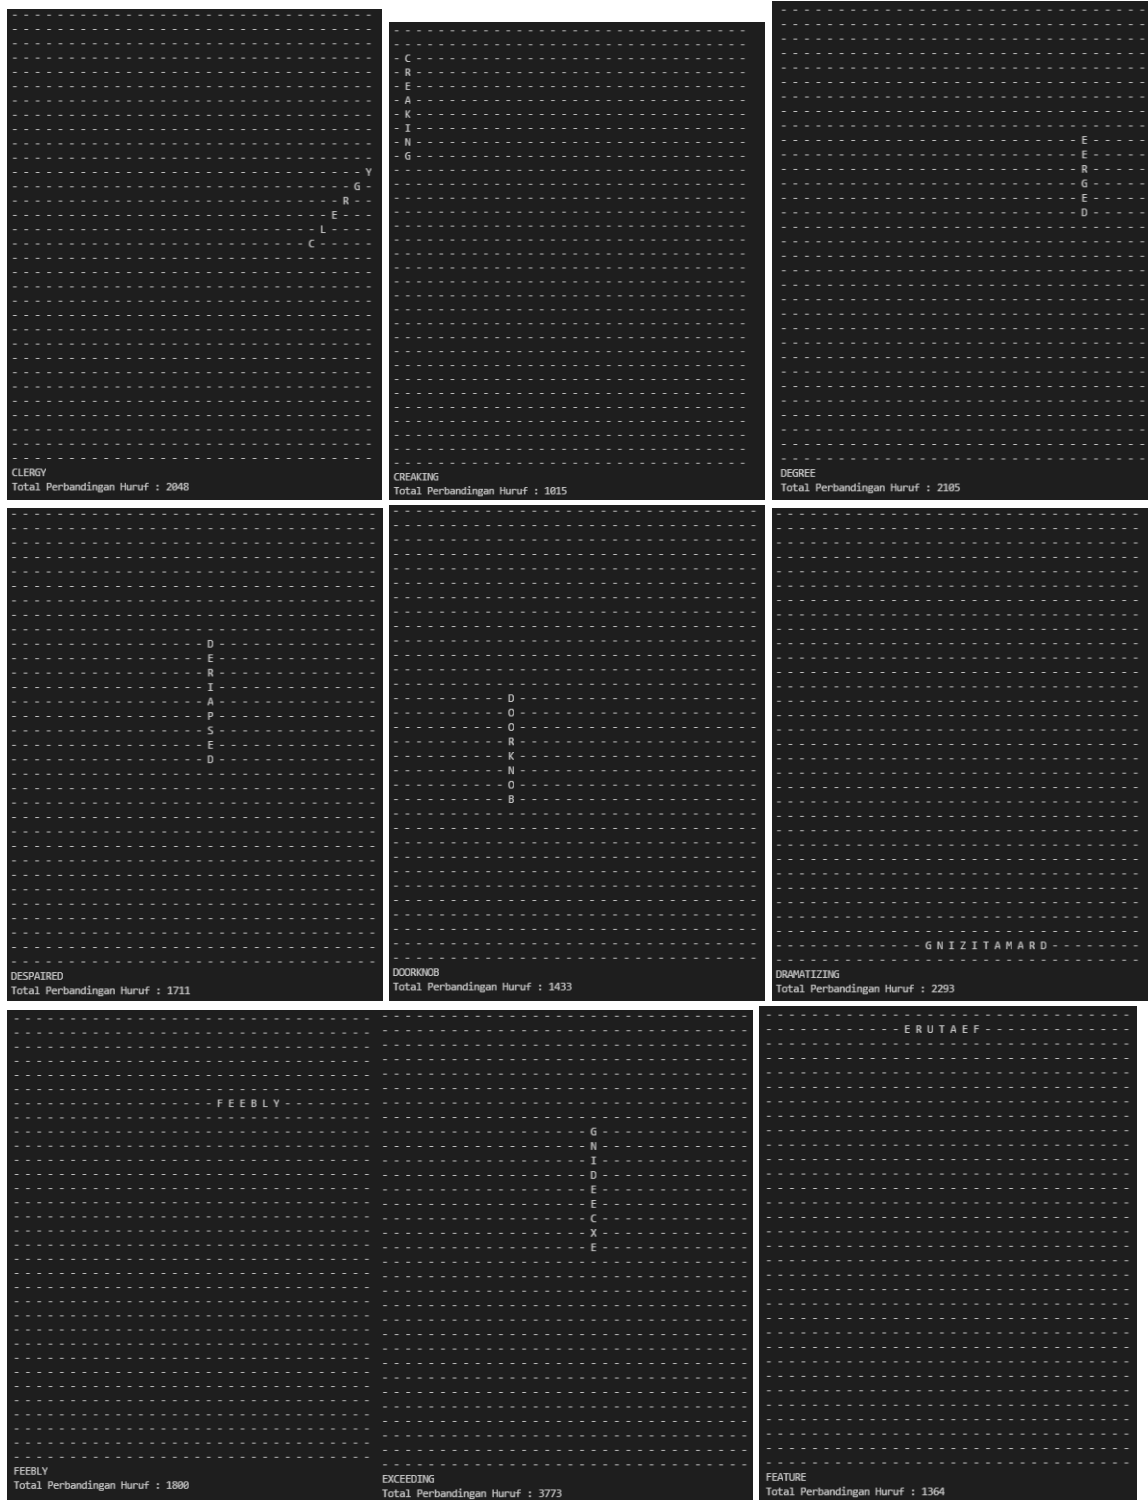 Y
G
R
E
L
C
CLERGY
Total Perbandingan Huruf : 2048
C
R
E
A
K
I
N
G
CREAKING
Total Perbandingan Huruf : 1015
E
E
R
G
E
D
DEGREE
Total Perbandingan Huruf : 2105
D
E
R
I
A
P
S
E
D
DESPAIRED
Total Perbandingan Huruf : 1711
D
O
O
R
K
N
O
B
DOORKNOB
Total Perbandingan Huruf : 1433
G N I Z I T A M A R D
DRAMATIZING
Total Perbandingan Huruf : 2293
F E E B L Y
FEEBLY
Total Perbandingan Huruf : 1800
G
N
I
D
E
E
C
X
E
EXCEEDING
Total Perbandingan Huruf : 3773
E R U T A E F
FEATURE
Total Perbandingan Huruf : 1364